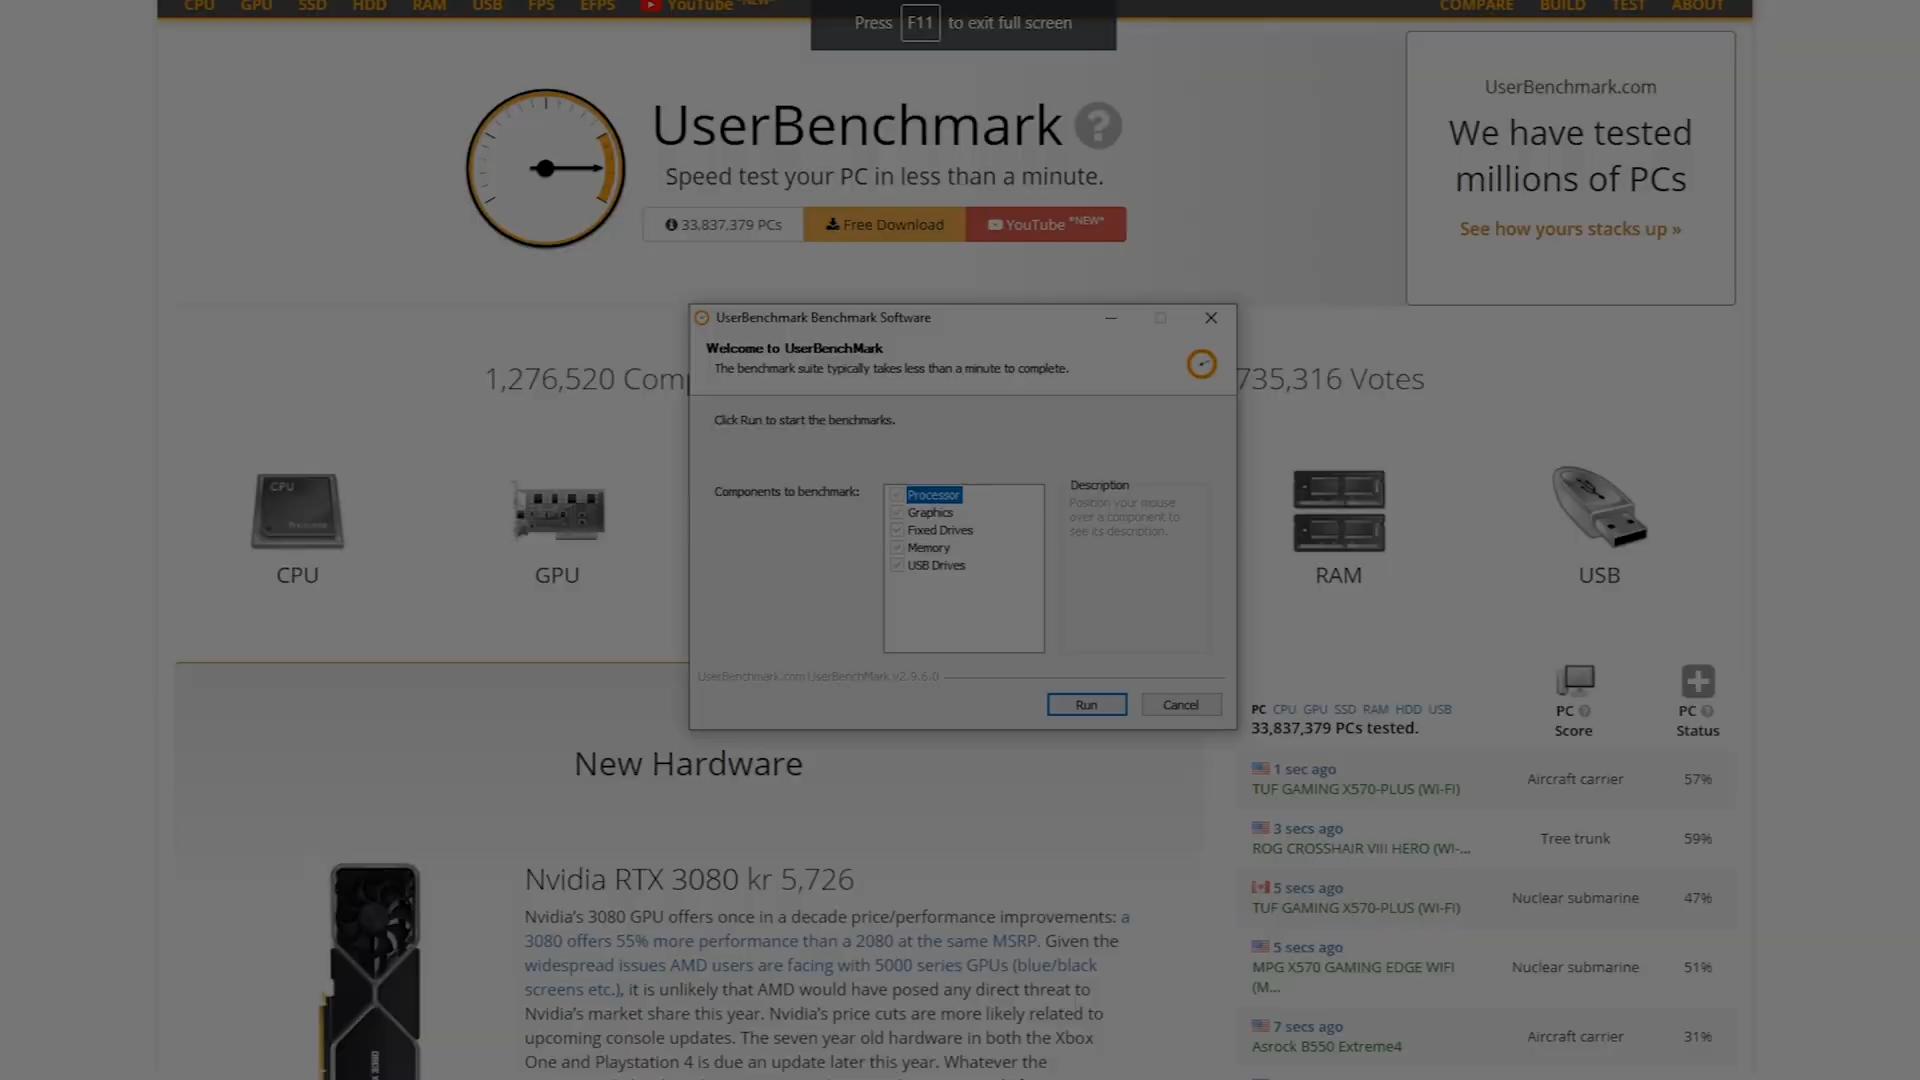 CPU GPU SSD HDD RAM USB FPS EFPS YouTube *NEW* COMPARE BUILD TEST ABOUT
Press F11 to exit full screen
UserBenchmark ?
Speed test your PC in less than a minute.
33,837,379 PCs Free Download YouTube *NEW*
UserBenchmark.com
We have tested
millions of PCs
See how yours stacks up »
1,276,520 Com
735,316 Votes
UserBenchmark Benchmark Software
Welcome to UserBenchMark
The benchmark suite typically takes less than a minute to complete.
Click Run to start the benchmarks.
Components to benchmark:
Processor
Graphics
Fixed Drives
Memory
USB Drives
Description
Position your mouse
over a component to
see its description.
UserBenchmark.com UserBenchMark v2.9.6.0
Run Cancel
CPU
Processor
CPU
GPU
RAM
USB
New Hardware
Nvidia RTX 3080 kr 5,726
Nvidia's 3080 GPU offers once in a decade price/performance improvements: a
3080 offers 55% more performance than a 2080 at the same MSRP. Given the
widespread issues AMD users are facing with 5000 series GPUs (blue/black
screens etc.), it is unlikely that AMD would have posed any direct threat to
Nvidia's market share this year. Nvidia's price cuts are more likely related to
upcoming console updates. The seven year old hardware in both the Xbox
One and Playstation 4 is due an update later this year. Whatever the
PC CPU GPU SSD RAM HDD USB
33,837,379 PCs tested.
PC ?
Score
PC ?
Status
1 sec ago
TUF GAMING X570-PLUS (WI-FI)
Aircraft carrier 57%
3 secs ago
ROG CROSSHAIR VIII HERO (WI-...
Tree trunk 59%
5 secs ago
TUF GAMING X570-PLUS (WI-FI)
Nuclear submarine 47%
5 secs ago
MPG X570 GAMING EDGE WIFI
(M...
Nuclear submarine 51%
7 secs ago
Asrock B550 Extreme4
Aircraft carrier 31%